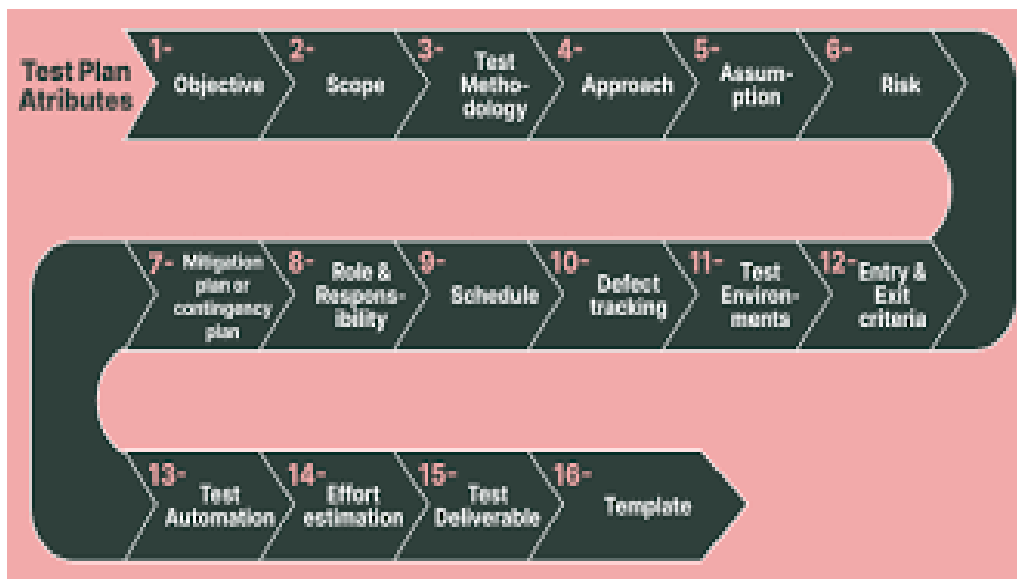 Test Plan
Atributes
1-
Objective
2-
Scope
3-
Test
Metho-
dology
4-
Approach
5-
Assum-
ption
6-
Risk
7-
Mitigation
plan or
contingency
plan
8-
Role &
Respons-
ibility
9-
Schedule
10-
Defect
tracking
11-
Test
Environ-
ments
12-
Entry &
Exit
criteria
13-
Test
Automation
14-
Effort
estimation
15-
Test
Deliverable
16-
Template